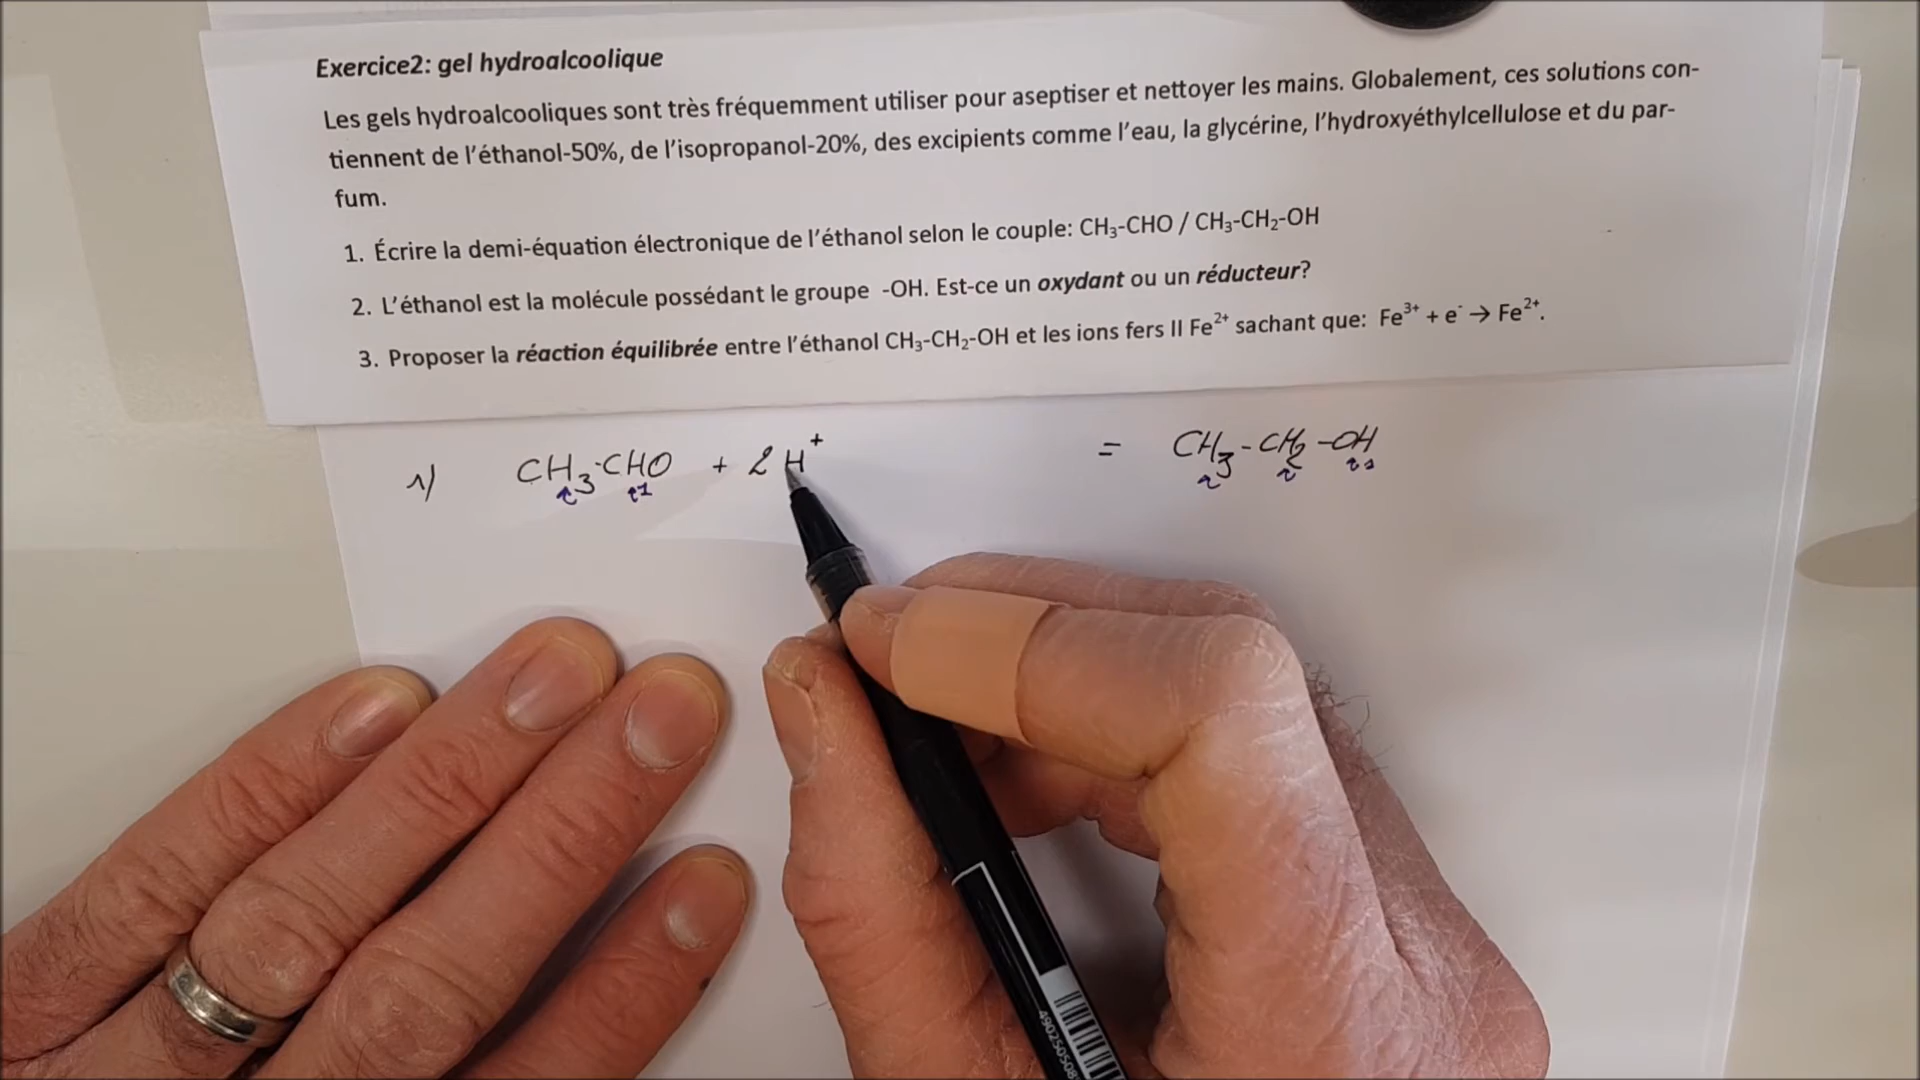 Exercice2: gel hydroalcoolique
Les gels hydroalcooliques sont très fréquemment utiliser pour aseptiser et nettoyer les mains. Globalement, ces solutions con-
tiennent de l'éthanol-50%, de l'isopropanol-20%, des excipients comme l'eau, la glycérine, l'hydroxyéthylcellulose et du par-
fum.
1. Écrire la demi-équation électronique de l'éthanol selon le couple: CH₃-CHO / CH₃-CH₂-OH
2. L'éthanol est la molécule possédant le groupe -OH. Est-ce un oxydant ou un réducteur?
3. Proposer la réaction équilibrée entre l'éthanol CH₃-CH₂-OH et les ions fers II Fe²⁺ sachant que: Fe³⁺ + e⁻ → Fe²⁺.
1) CH₃-CHO + 2H⁺ = CH₃-CH₂-OH